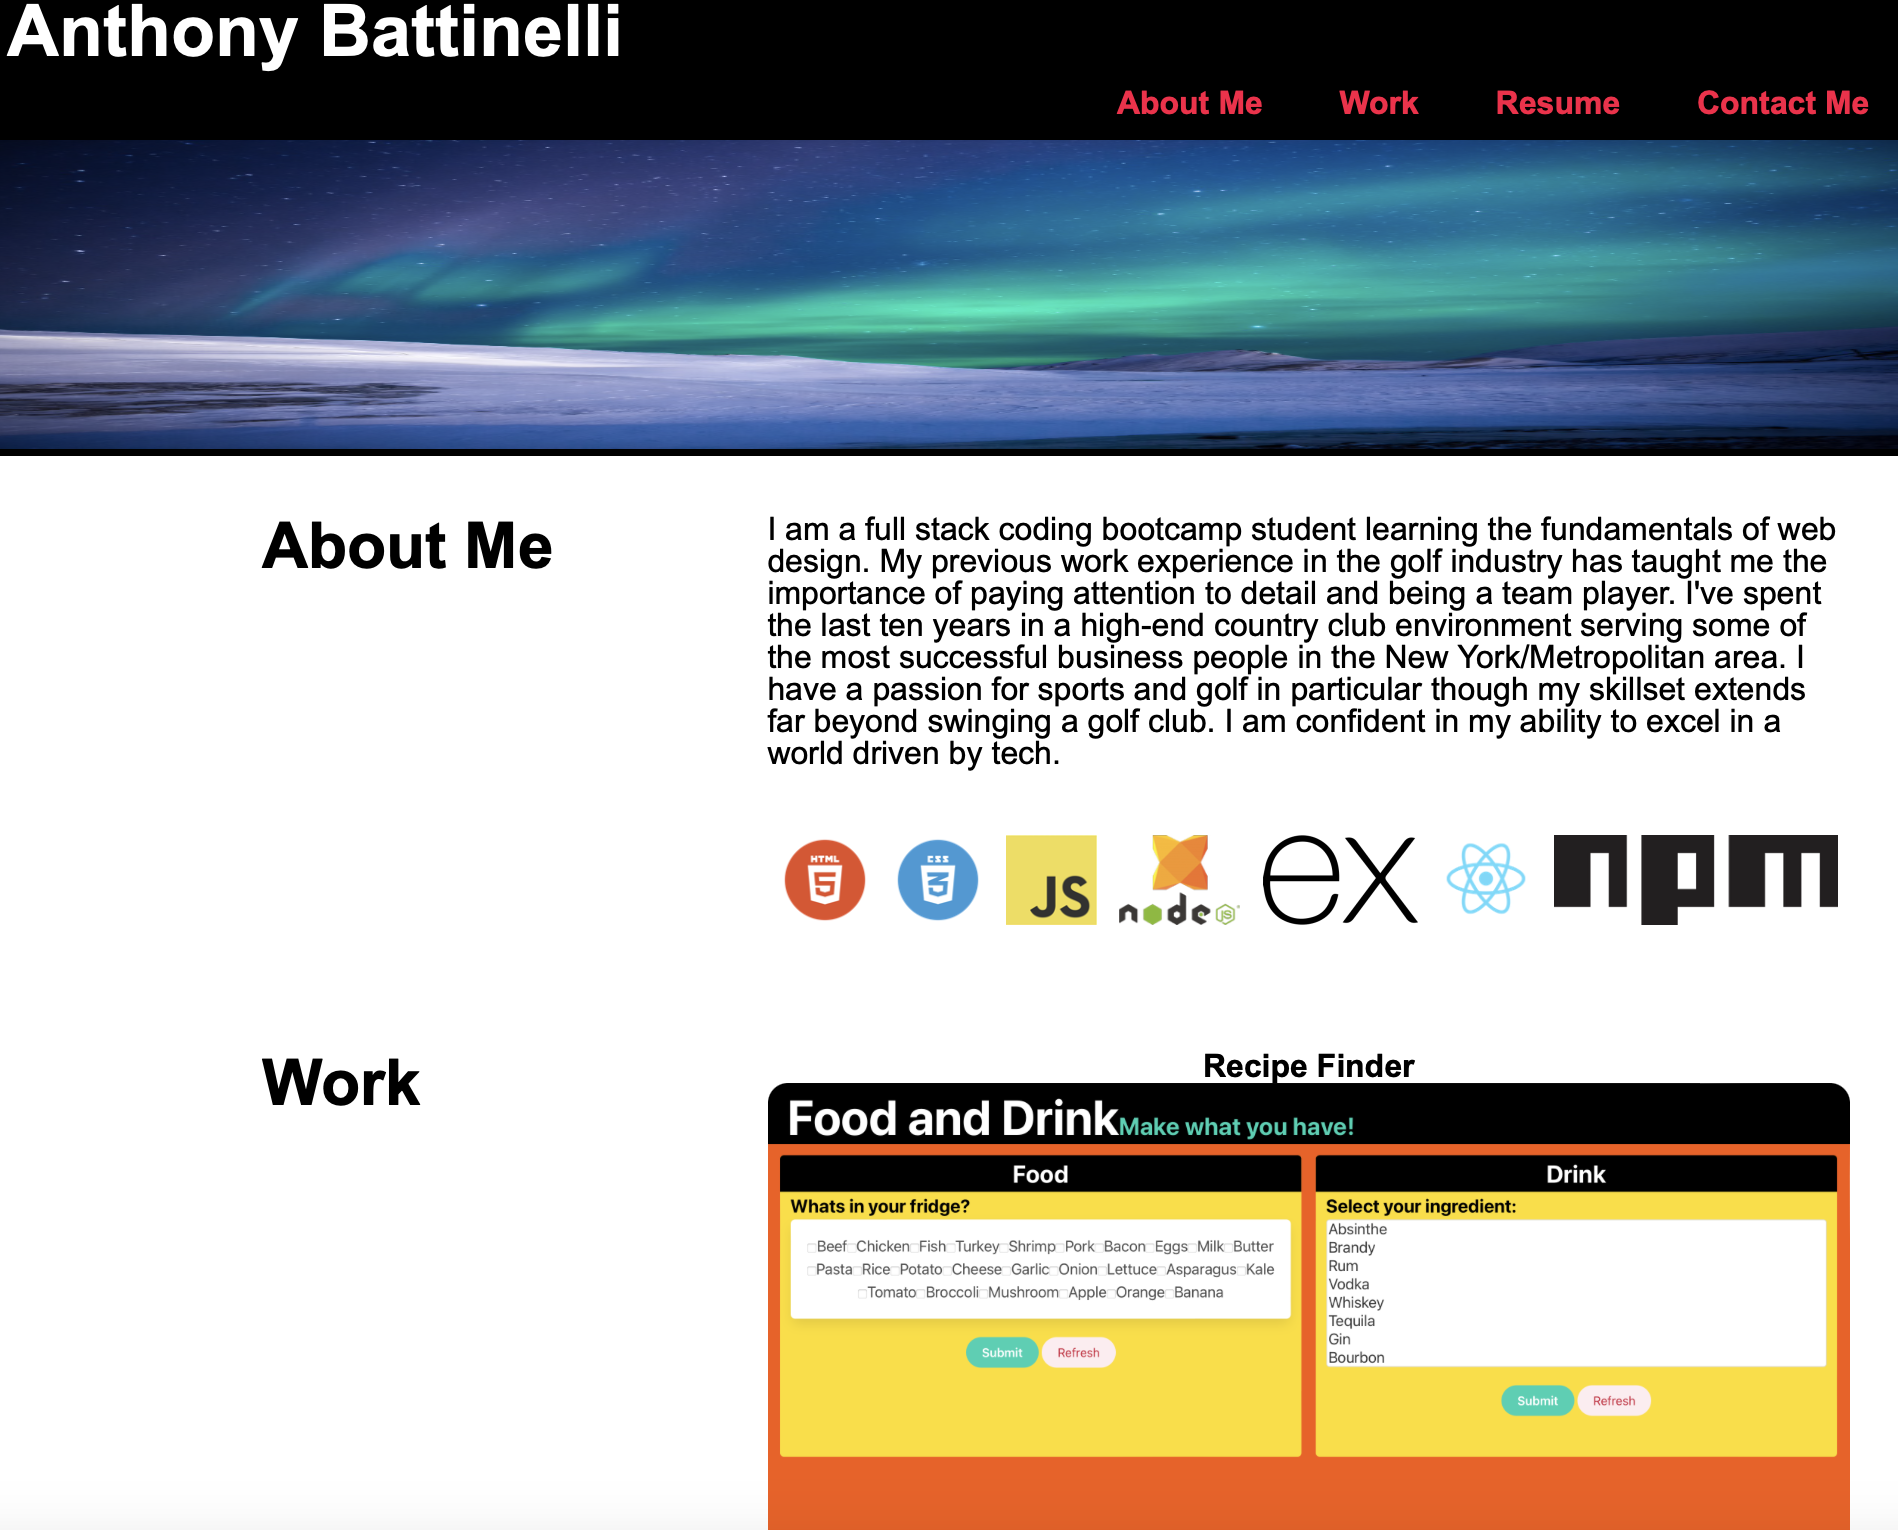 Anthony Battinelli
About Me Work Resume Contact Me
About Me
I am a full stack coding bootcamp student learning the fundamentals of web
design. My previous work experience in the golf industry has taught me the
importance of paying attention to detail and being a team player. I've spent
the last ten years in a high-end country club environment serving some of
the most successful business people in the New York/Metropolitan area. I
have a passion for sports and golf in particular though my skillset extends
far beyond swinging a golf club. I am confident in my ability to excel in a
world driven by tech.
HTML 5 CSS 3 JS node JS ex npm
Work
Recipe Finder
Food and Drink Make what you have!
Food
Whats in your fridge?
Beef Chicken Fish Turkey Shrimp Pork Bacon Eggs Milk Butter
Pasta Rice Potato Cheese Garlic Onion Lettuce Asparagus Kale
Tomato Broccoli Mushroom Apple Orange Banana
Submit Refresh
Drink
Select your ingredient:
Absinthe
Brandy
Rum
Vodka
Whiskey
Tequila
Gin
Bourbon
Submit Refresh